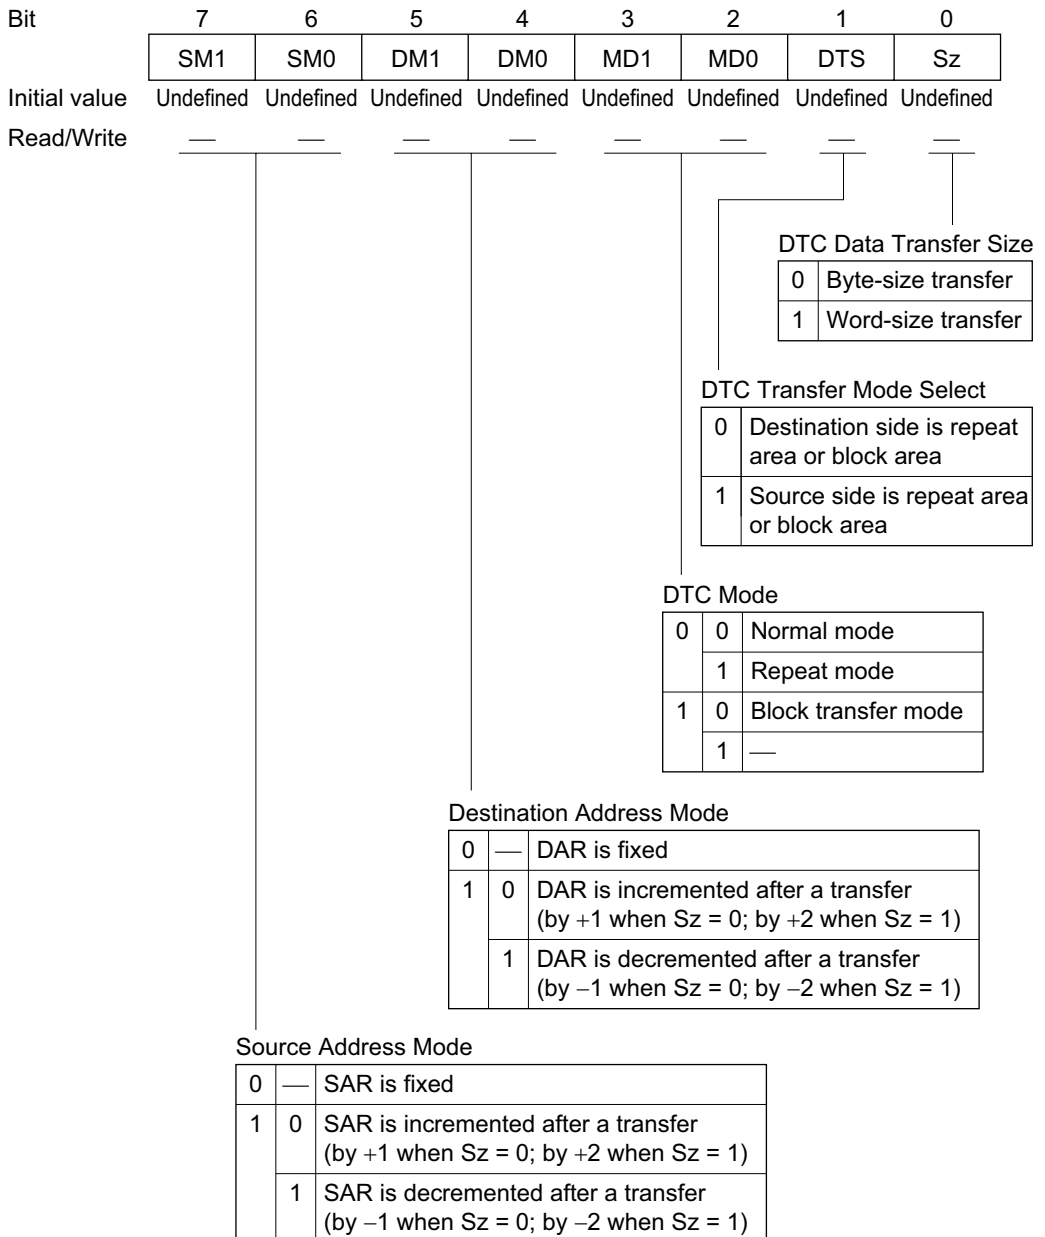 Bit 7 6 5 4 3 2 1 0
SM1 SM0 DM1 DM0 MD1 MD0 DTS Sz
Initial value Undefined Undefined Undefined Undefined Undefined Undefined Undefined Undefined
Read/Write — — — — — — — —
DTC Data Transfer Size
0 Byte-size transfer
1 Word-size transfer
DTC Transfer Mode Select
0 Destination side is repeat
area or block area
1 Source side is repeat area
or block area
DTC Mode
0 0 Normal mode
1 Repeat mode
1 0 Block transfer mode
1 —
Destination Address Mode
0 — DAR is fixed
1 0 DAR is incremented after a transfer
(by +1 when Sz = 0; by +2 when Sz = 1)
1 DAR is decremented after a transfer
(by −1 when Sz = 0; by −2 when Sz = 1)
Source Address Mode
0 — SAR is fixed
1 0 SAR is incremented after a transfer
(by +1 when Sz = 0; by +2 when Sz = 1)
1 SAR is decremented after a transfer
(by −1 when Sz = 0; by −2 when Sz = 1)